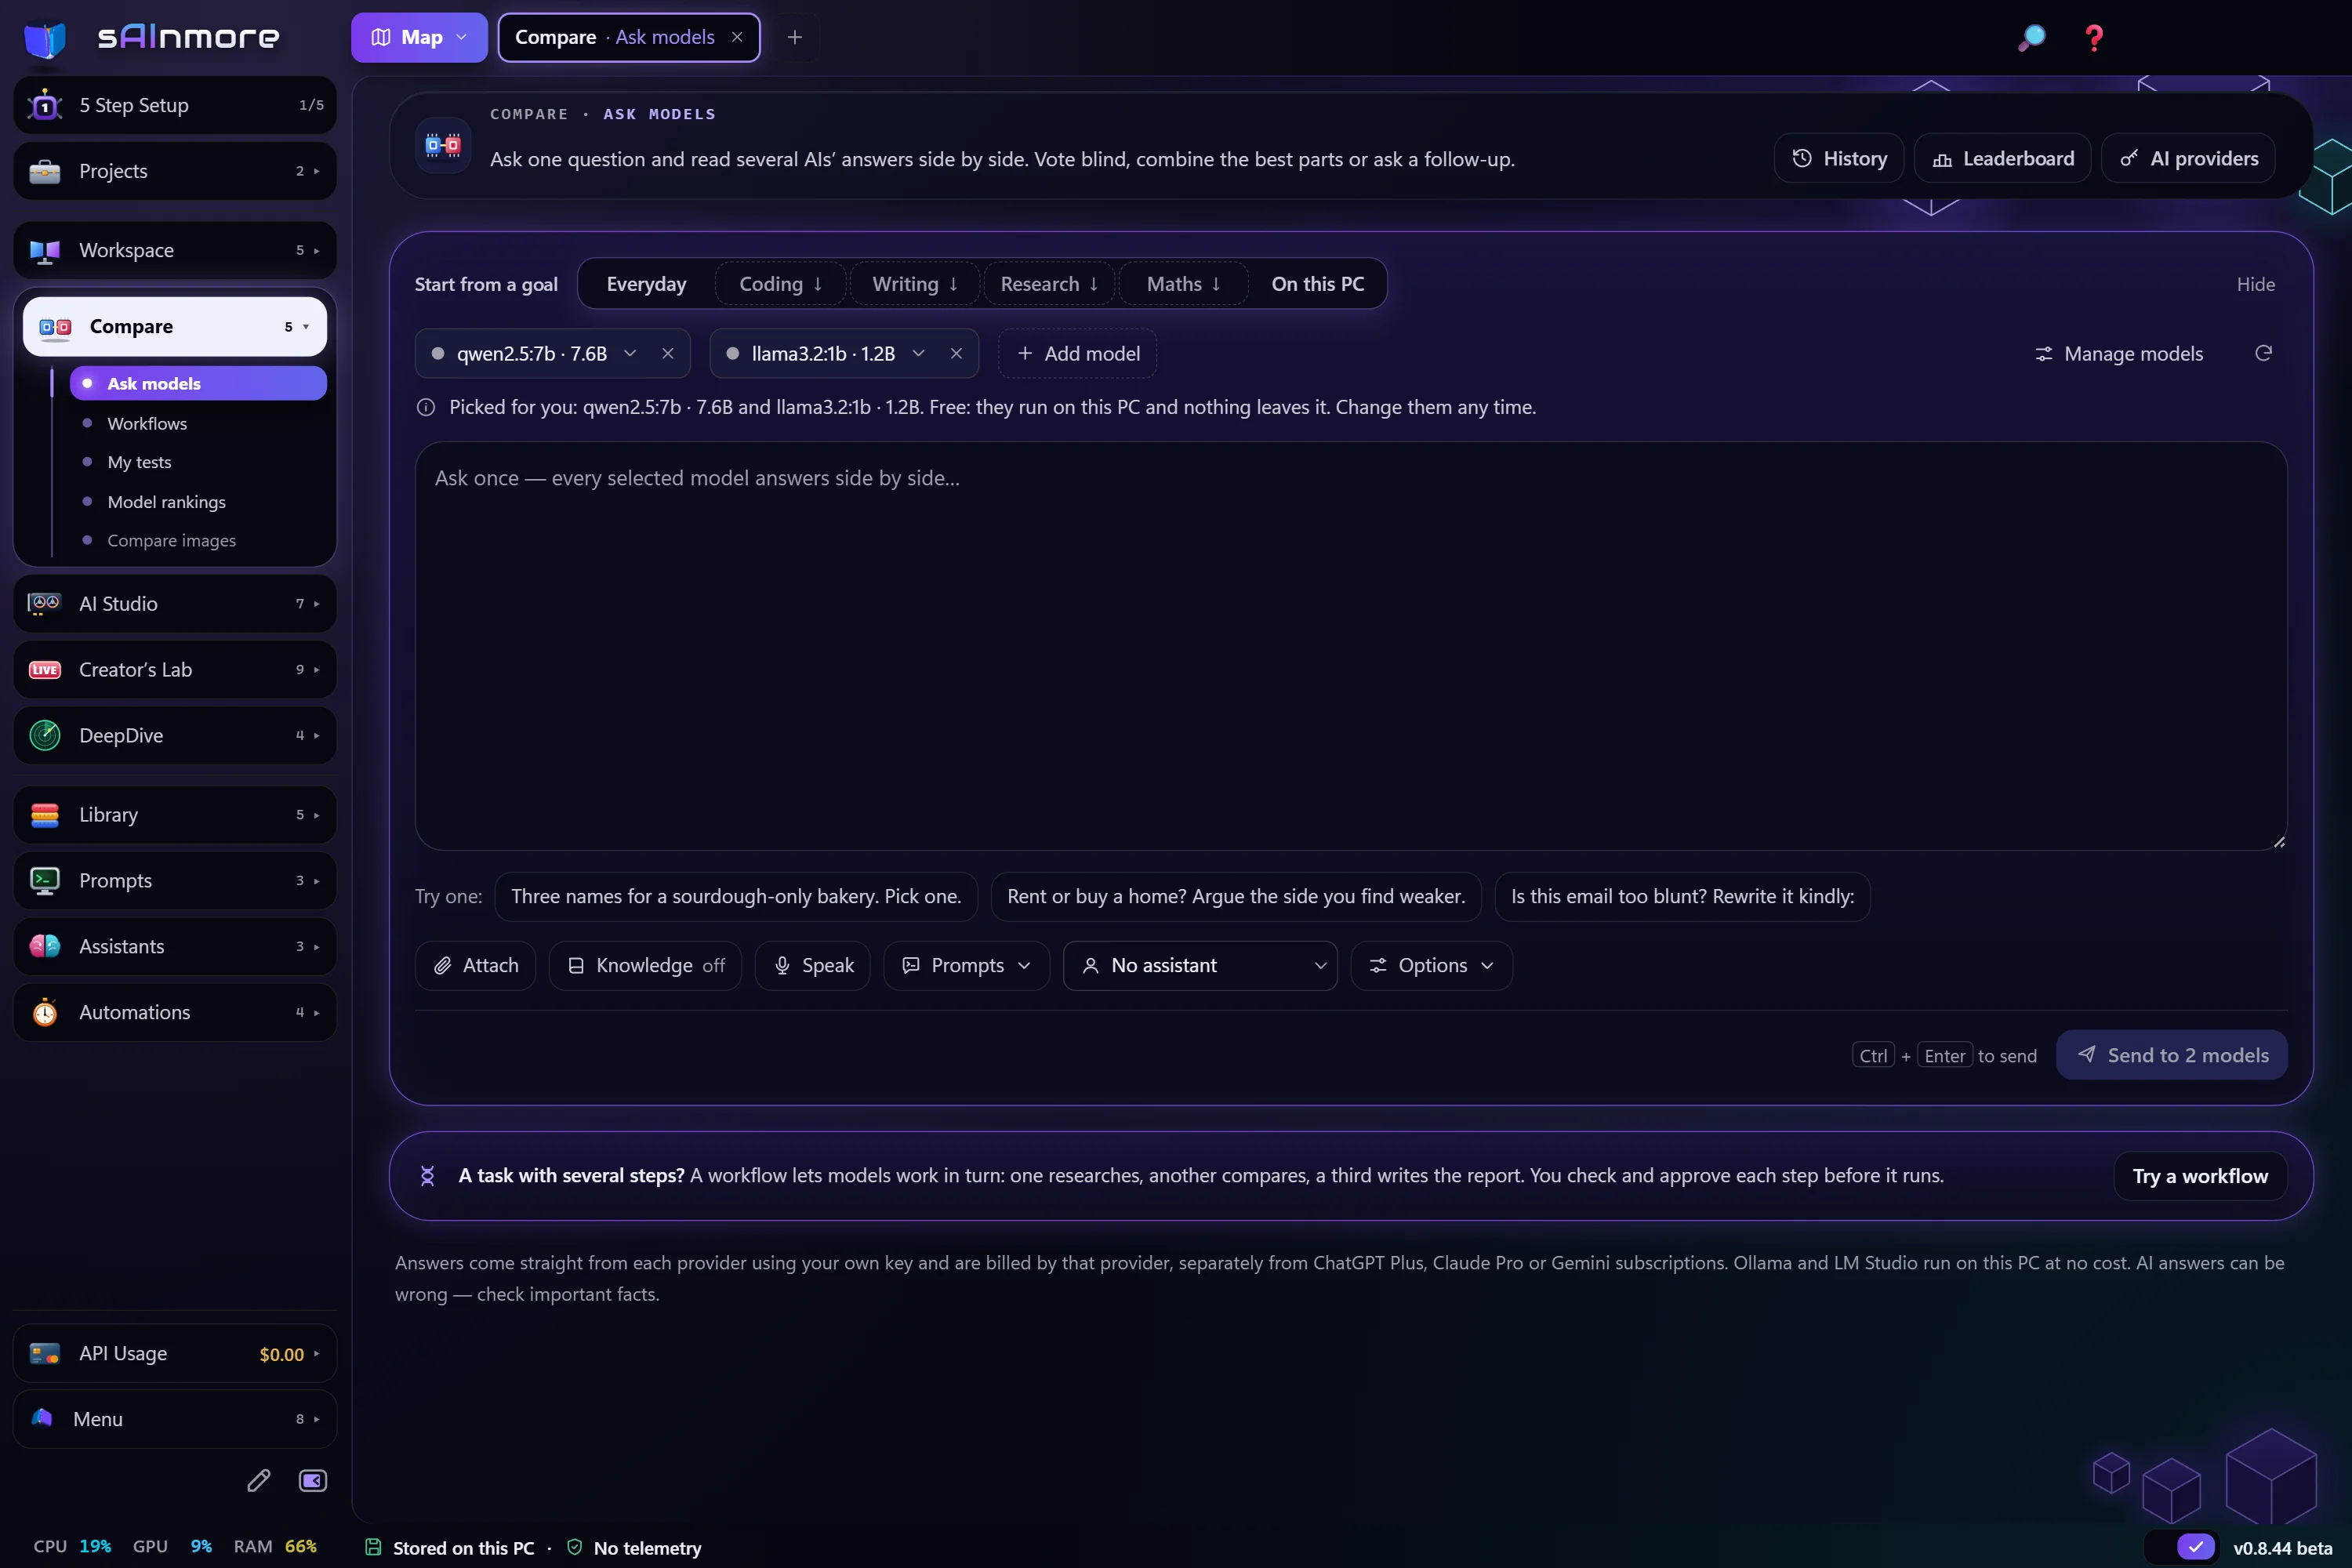 sAInmore
Map
Compare · Ask models
5 Step Setup 1/5
Projects 2
Workspace 5
Compare 5
Ask models
Workflows
My tests
Model rankings
Compare images
AI Studio 7
LIVE Creator's Lab 9
DeepDive 4
Library 5
Prompts 3
Assistants 3
Automations 4
API Usage $0.00
Menu 8
CPU 19% GPU 9% RAM 66%
COMPARE · ASK MODELS
Ask one question and read several AIs’ answers side by side. Vote blind, combine the best parts or ask a follow-up.
History Leaderboard AI providers
Start from a goal Everyday Coding ↓ Writing ↓ Research ↓ Maths ↓ On this PC Hide
qwen2.5:7b · 7.6B llama3.2:1b · 1.2B + Add model Manage models
Picked for you: qwen2.5:7b · 7.6B and llama3.2:1b · 1.2B. Free: they run on this PC and nothing leaves it. Change them any time.
Ask once — every selected model answers side by side…
Try one: Three names for a sourdough-only bakery. Pick one. Rent or buy a home? Argue the side you find weaker. Is this email too blunt? Rewrite it kindly:
Attach Knowledge off Speak Prompts No assistant Options
Ctrl + Enter to send Send to 2 models
A task with several steps? A workflow lets models work in turn: one researches, another compares, a third writes the report. You check and approve each step before it runs. Try a workflow
Answers come straight from each provider using your own key and are billed by that provider, separately from ChatGPT Plus, Claude Pro or Gemini subscriptions. Ollama and LM Studio run on this PC at no cost. AI answers can be
wrong — check important facts.
Stored on this PC · No telemetry
v0.8.44 beta